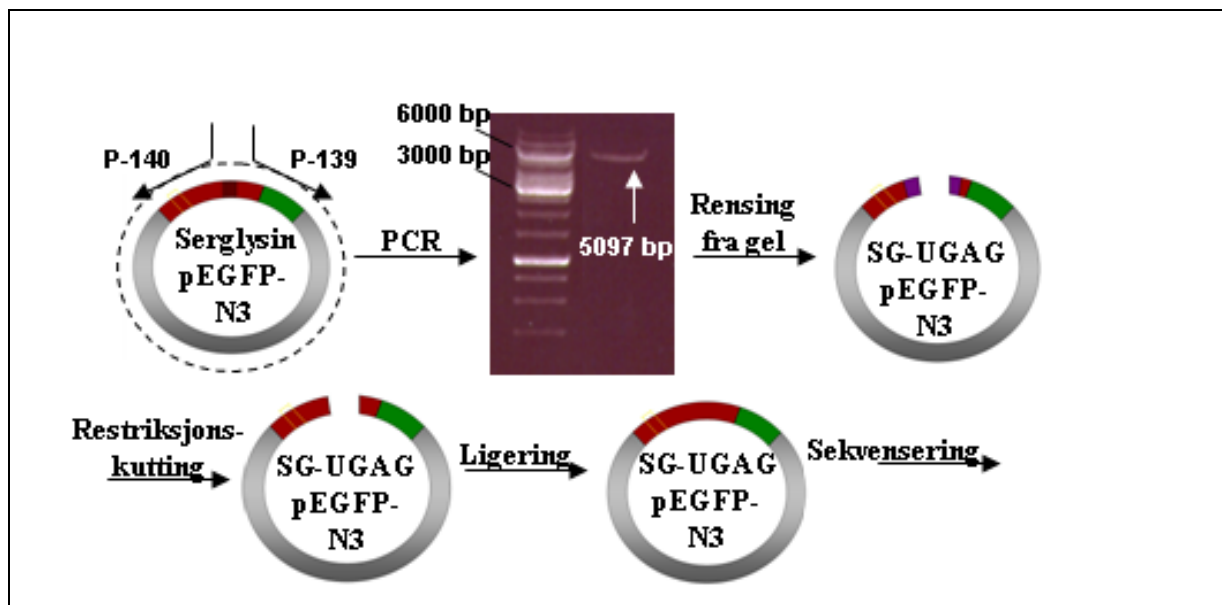 6000 bp
P-140
P-139
3000 bp
Serglysin
pEGFP-
N3
PCR
5097 bp
Rensing
fra gel
SG-UGAG
pEGFP-
N3
Restriksjons-
kutting
SG-UGAG
pEGFP-
N3
Ligering
SG-UGAG
pEGFP-
N3
Sekvensering